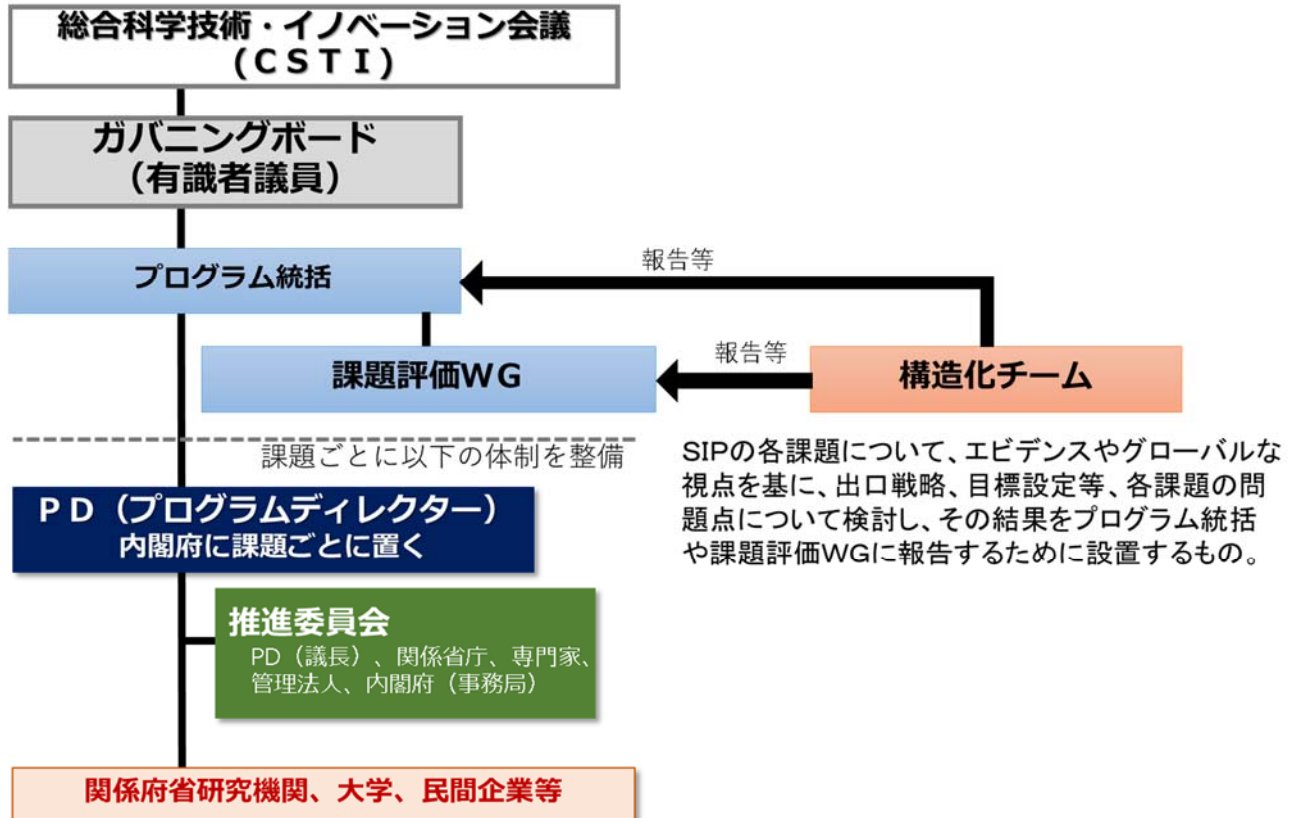 総合科学技術・イノベーション会議
(ＣＳＴＩ)
ガバニングボード
（有識者議員）
プログラム統括
報告等
課題評価ＷＧ
報告等
構造化チーム
課題ごとに以下の体制を整備
ＰＤ（プログラムディレクター）
内閣府に課題ごとに置く
SIPの各課題について、エビデンスやグローバルな
視点を基に、出口戦略、目標設定等、各課題の問
題点について検討し、その結果をプログラム統括
や課題評価WGに報告するために設置するもの。
推進委員会
PD（議長）、関係省庁、専門家、
管理法人、内閣府（事務局）
関係府省研究機関、大学、民間企業等